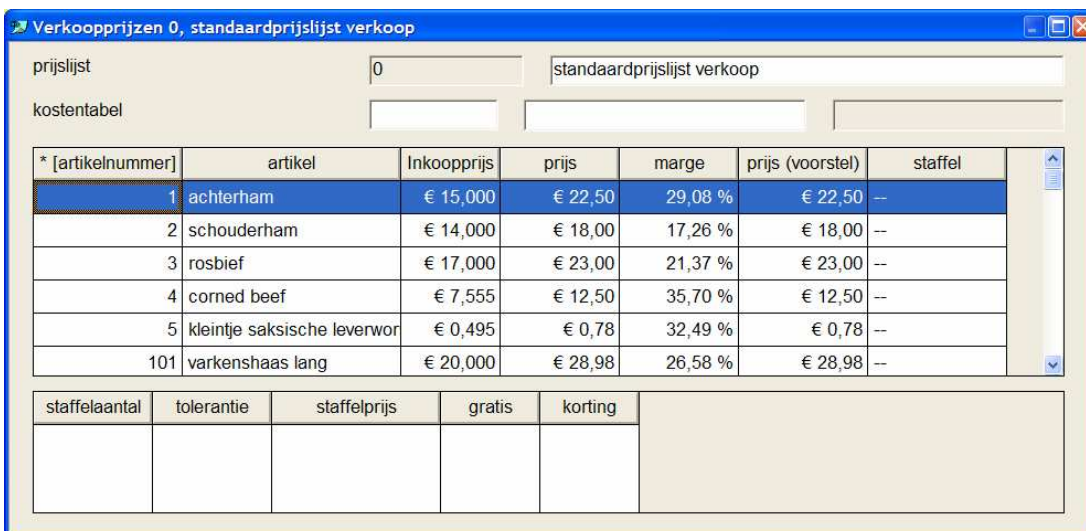 Verkoopprijzen 0, standaardprijslijst verkoop
prijslijst 0 standaardprijslijst verkoop
kostentabel
* [artikelnummer] artikel Inkoopprijs prijs marge prijs (voorstel) staffel
1 achterham € 15,000 € 22,50 29,08 % € 22,50 --
2 schouderham € 14,000 € 18,00 17,26 % € 18,00 --
3 rosbief € 17,000 € 23,00 21,37 % € 23,00 --
4 corned beef € 7,555 € 12,50 35,70 % € 12,50 --
5 kleintje saksische leverwor € 0,495 € 0,78 32,49 % € 0,78 --
101 varkenshaas lang € 20,000 € 28,98 26,58 % € 28,98 --
staffelaantal tolerantie staffelprijs gratis korting